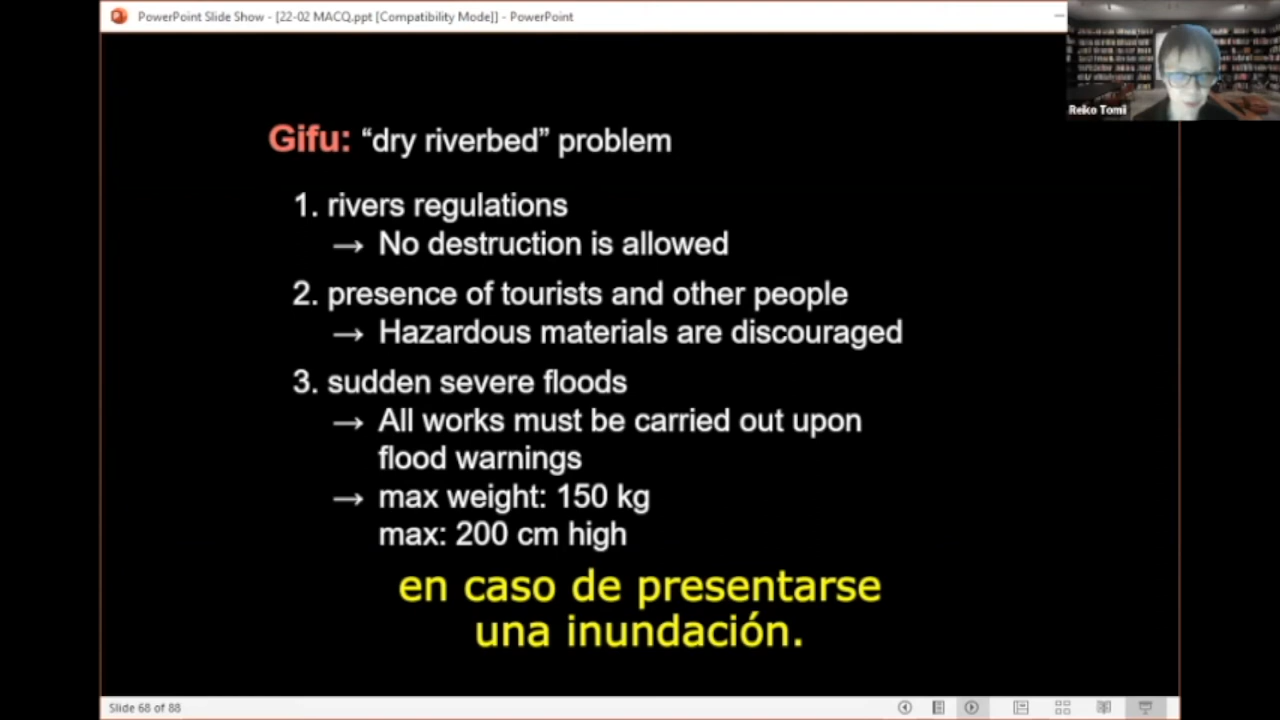 PowerPoint Slide Show - [22-02 MACQ.ppt [Compatibility Mode]] - PowerPoint
Reiko Tomii
Gifu: “dry riverbed” problem
1. rivers regulations
→ No destruction is allowed
2. presence of tourists and other people
→ Hazardous materials are discouraged
3. sudden severe floods
→ All works must be carried out upon
flood warnings
→ max weight: 150 kg
max: 200 cm high
en caso de presentarse
una inundación.
Slide 68 of 88